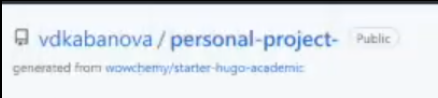 vdkabanova / personal-project- Public
generated from wowchemy/starter-hugo-academic